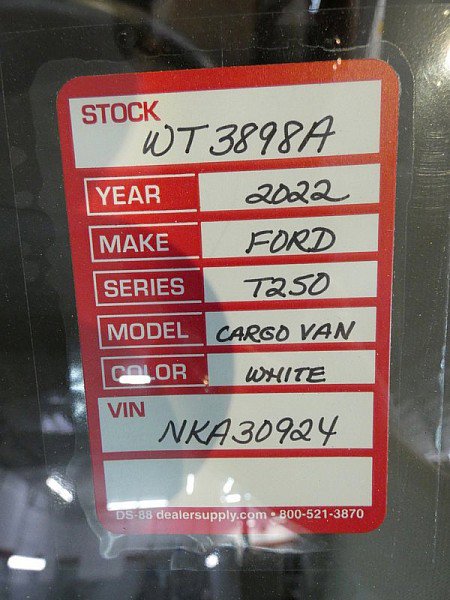 STOCK
WT3898A
YEAR 2022
MAKE FORD
SERIES T250
MODEL CARGO VAN
COLOR WHITE
VIN
NKA30924
DS-88 dealersupply.com • 800-521-3870